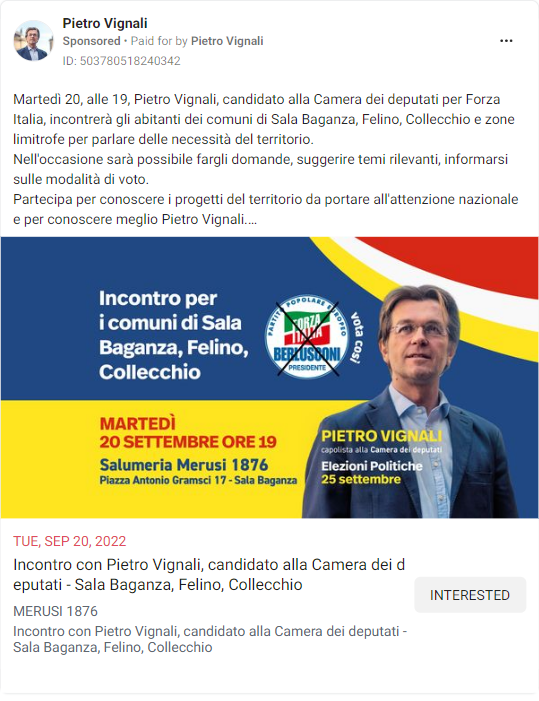 Pietro Vignali
Sponsored • Paid for by Pietro Vignali
ID: 503780518240342
Martedì 20, alle 19, Pietro Vignali, candidato alla Camera dei deputati per Forza
Italia, incontrerà gli abitanti dei comuni di Sala Baganza, Felino, Collecchio e zone
limitrofe per parlare delle necessità del territorio.
Nell'occasione sarà possibile fargli domande, suggerire temi rilevanti, informarsi
sulle modalità di voto.
Partecipa per conoscere i progetti del territorio da portare all'attenzione nazionale
e per conoscere meglio Pietro Vignali....
Incontro per
i comuni di Sala
Baganza, Felino,
Collecchio
PARTITO POPOLARE EUROPEO
FORZA
ITALIA
BERLUSCONI
PRESIDENTE
vota così
MARTEDÌ
20 SETTEMBRE ORE 19
Salumeria Merusi 1876
Piazza Antonio Gramsci 17 - Sala Baganza
PIETRO VIGNALI
capolista alla Camera dei deputati
Elezioni Politiche
25 settembre
TUE, SEP 20, 2022
Incontro con Pietro Vignali, candidato alla Camera dei d
eputati - Sala Baganza, Felino, Collecchio
INTERESTED
MERUSI 1876
Incontro con Pietro Vignali, candidato alla Camera dei deputati -
Sala Baganza, Felino, Collecchio